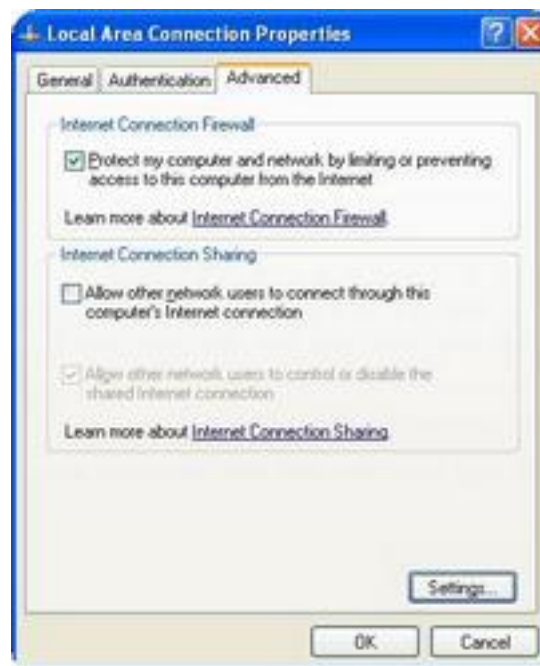 Local Area Connection Properties
General Authentication Advanced
Internet Connection Firewall
Protect my computer and network by limiting or preventing
access to this computer from the Internet
Learn more about Internet Connection Firewall.
Internet Connection Sharing
Allow other network users to connect through this
computer's Internet connection
Allow other network users to control or disable the
shared Internet connection
Learn more about Internet Connection Sharing.
Settings...
OK Cancel